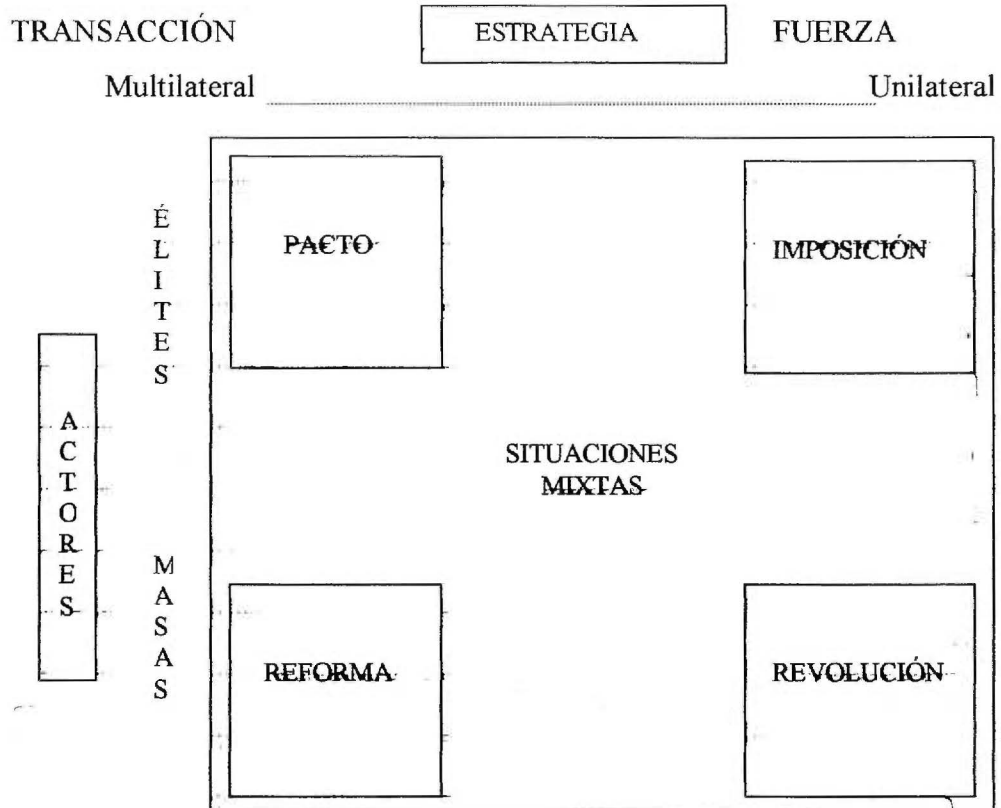 TRANSACCIÓN ESTRATEGIA FUERZA
Multilateral Unilateral
ÉLITES
PACTO IMPOSICIÓN
ACTORES
SITUACIONES
MIXTAS
MASAS
REFORMA REVOLUCIÓN